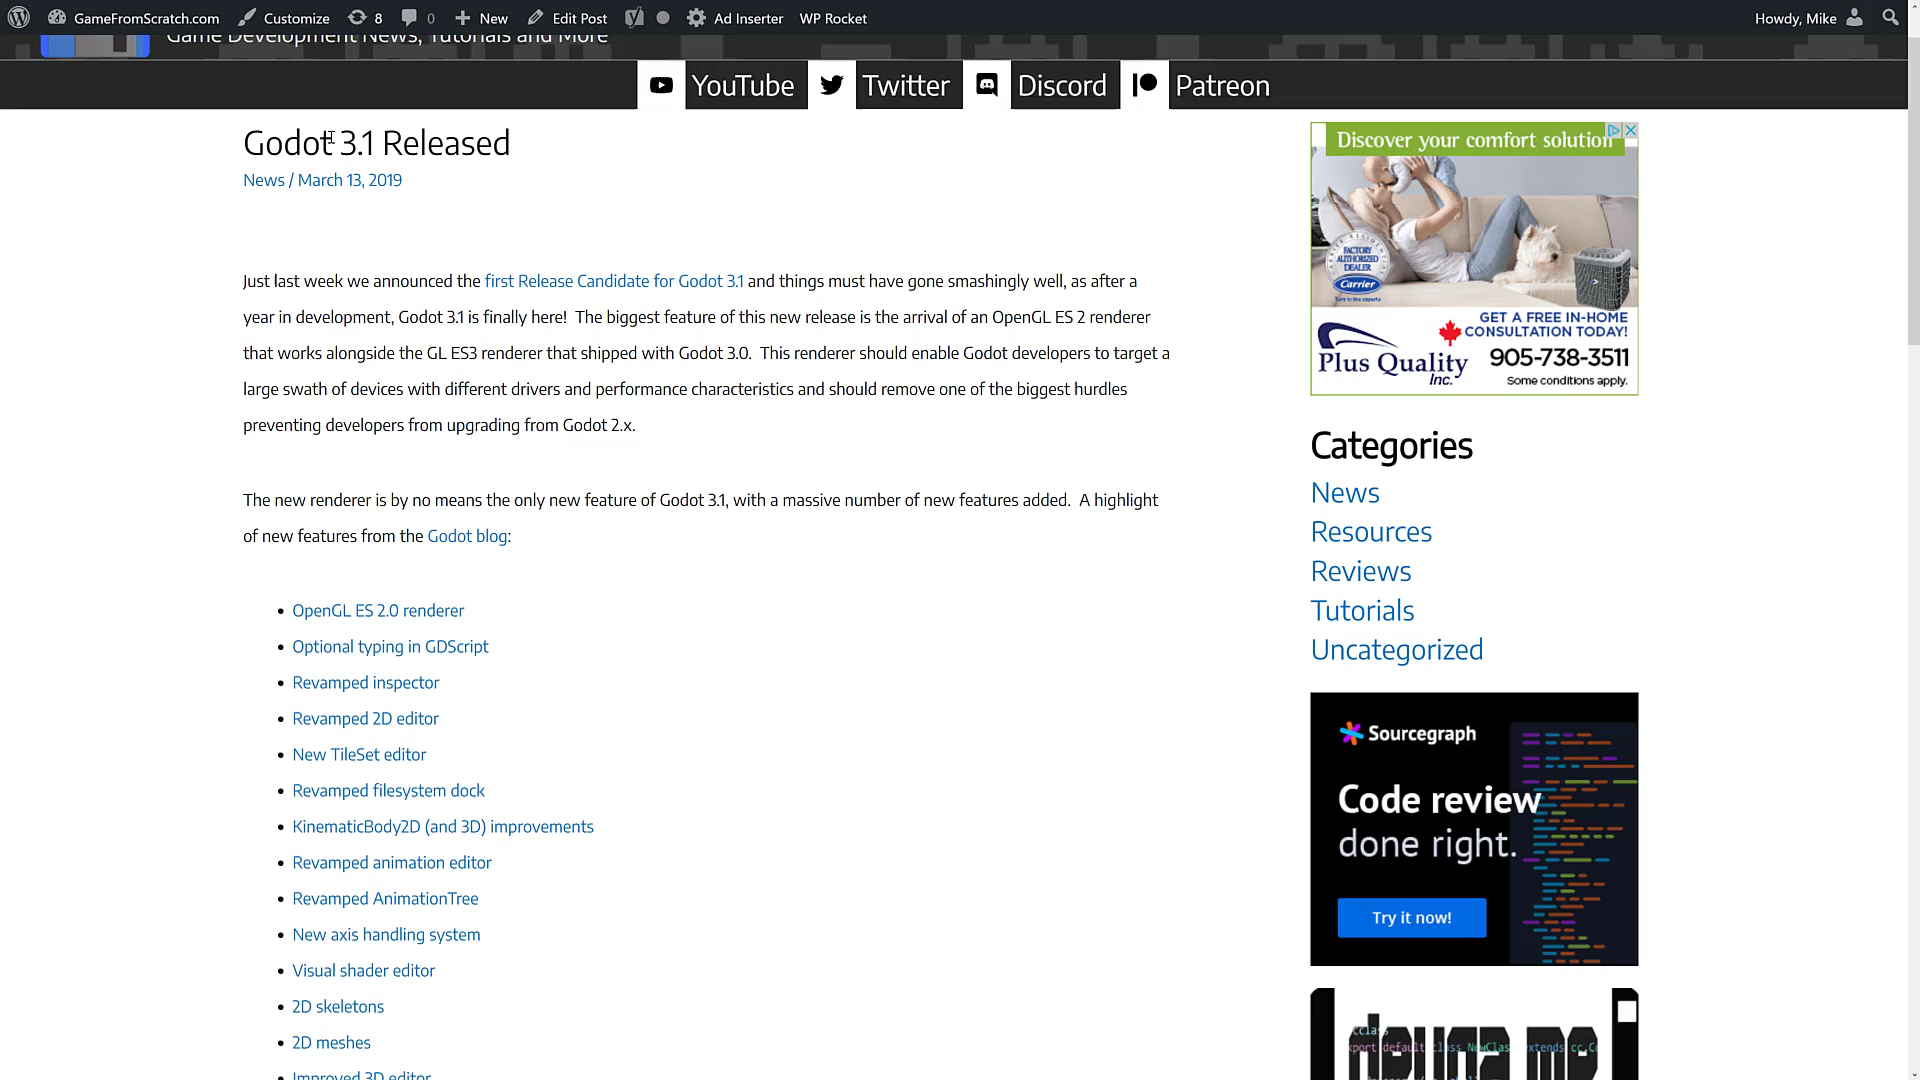 GameFromScratch.com Customize 8 0 New Edit Post Ad Inserter WP Rocket Howdy, Mike
Game Development News, Tutorials and More
YouTube Twitter Discord Patreon
Godot 3.1 Released
News / March 13, 2019
Just last week we announced the first Release Candidate for Godot 3.1 and things must have gone smashingly well, as after a
year in development, Godot 3.1 is finally here!  The biggest feature of this new release is the arrival of an OpenGL ES 2 renderer
that works alongside the GL ES3 renderer that shipped with Godot 3.0.  This renderer should enable Godot developers to target a
large swath of devices with different drivers and performance characteristics and should remove one of the biggest hurdles
preventing developers from upgrading from Godot 2.x.
The new renderer is by no means the only new feature of Godot 3.1, with a massive number of new features added.  A highlight
of new features from the Godot blog:
• OpenGL ES 2.0 renderer
• Optional typing in GDScript
• Revamped inspector
• Revamped 2D editor
• New TileSet editor
• Revamped filesystem dock
• KinematicBody2D (and 3D) improvements
• Revamped animation editor
• Revamped AnimationTree
• New axis handling system
• Visual shader editor
• 2D skeletons
• 2D meshes
• Improved 3D editor
Discover your comfort solution
FACTORY
AUTHORIZED
DEALER
Carrier
GET A FREE IN-HOME
CONSULTATION TODAY!
Plus Quality Inc.
905-738-3511
Some conditions apply.
Categories
News
Resources
Reviews
Tutorials
Uncategorized
Sourcegraph
Code review
done right.
Try it now!
export default class NewClass extends cc.Co